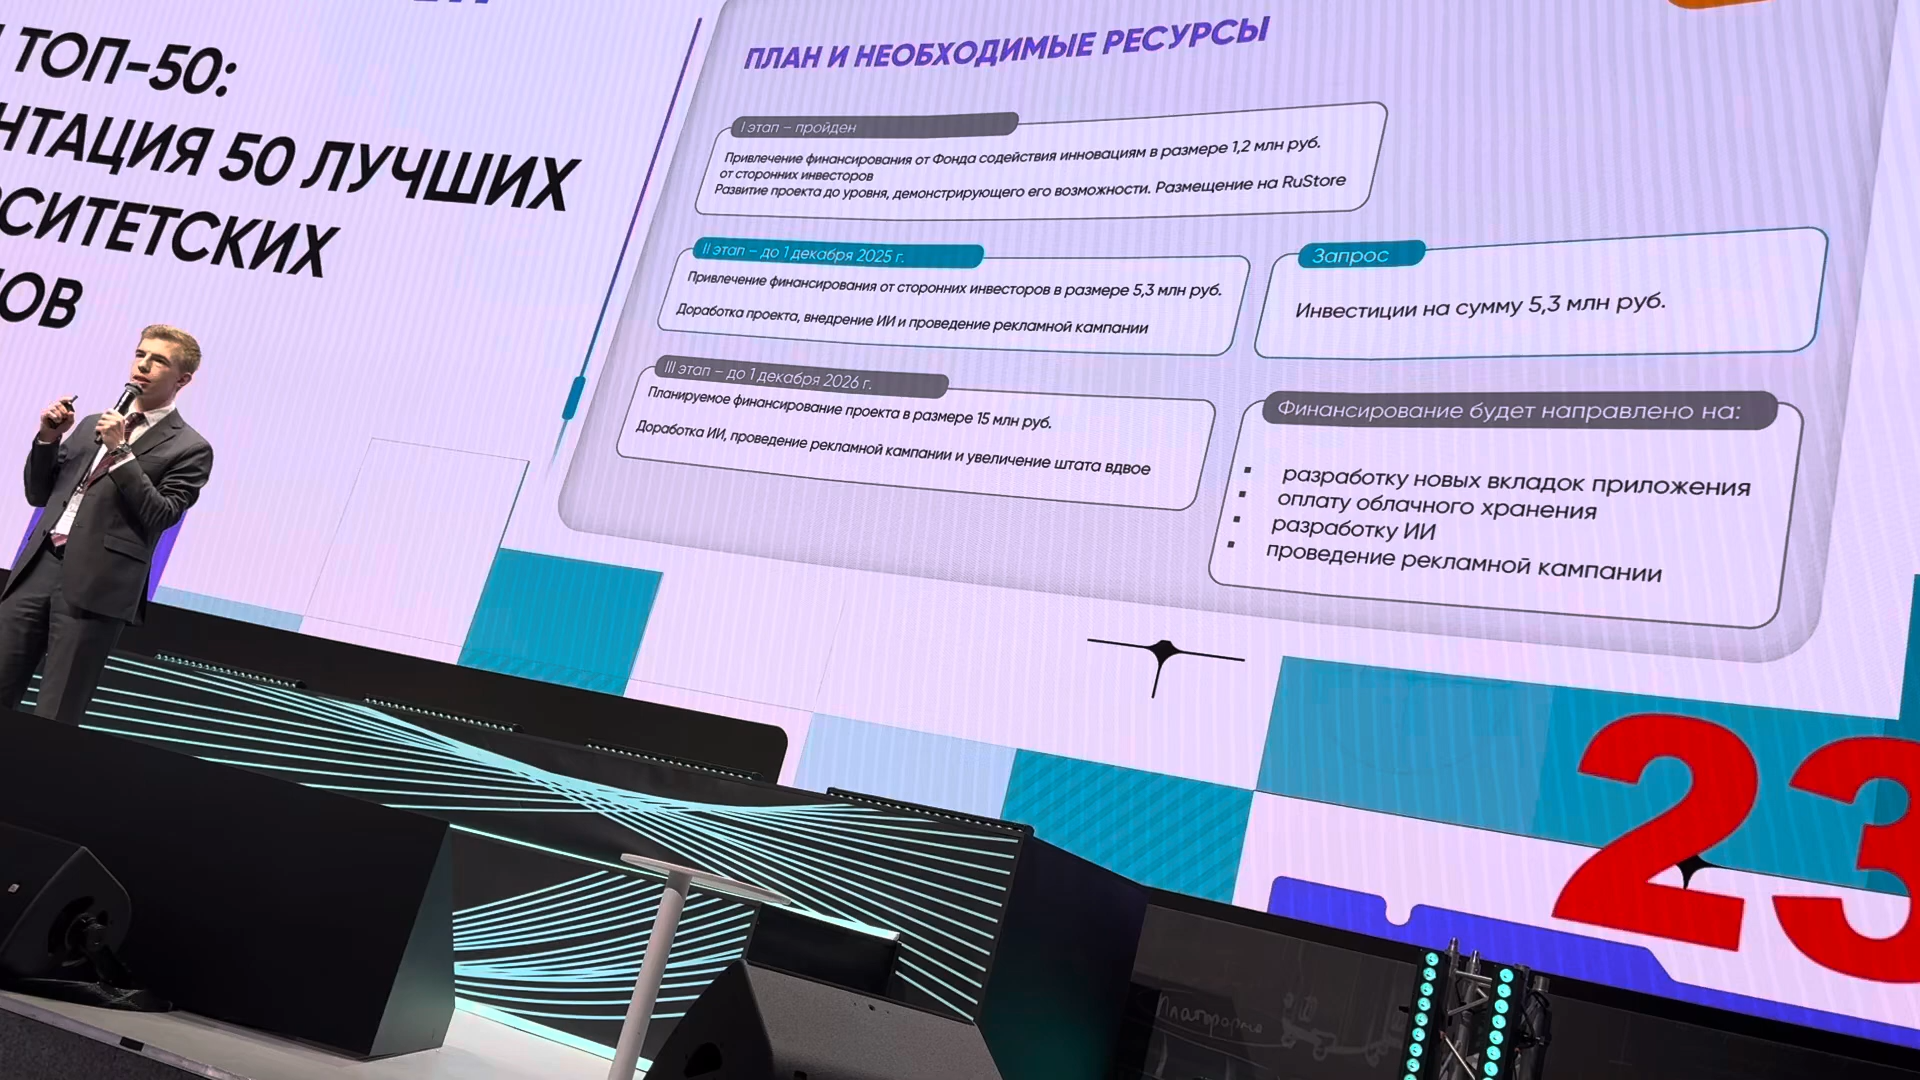 ТОП-50:
НТАЦИЯ 50 ЛУЧШИХ
СИТЕТСКИХ
ОВ
ПЛАН И НЕОБХОДИМЫЕ РЕСУРСЫ
I этап – пройден
Привлечение финансирования от Фонда содействия инновациям в размере 1,2 млн руб.
от сторонних инвесторов
Развитие проекта до уровня, демонстрирующего его возможности. Размещение на RuStore
II этап – до 1 декабря 2025 г.
Привлечение финансирования от сторонних инвесторов в размере 5,3 млн руб.
Доработка проекта, внедрение ИИ и проведение рекламной кампании
III этап – до 1 декабря 2026 г.
Планируемое финансирование проекта в размере 15 млн руб.
Доработка ИИ, проведение рекламной кампании и увеличение штата вдвое
Запрос
Инвестиции на сумму 5,3 млн руб.
Финансирование будет направлено на:
▪ разработку новых вкладок приложения
▪ оплату облачного хранения
▪ разработку ИИ
▪ проведение рекламной кампании
23
Платформа